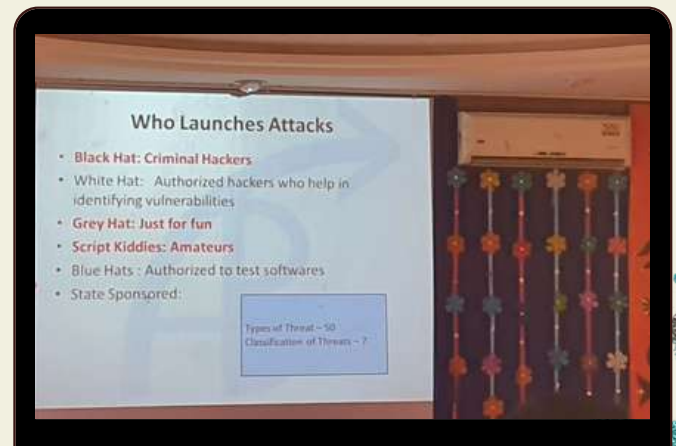 Who Launches Attacks
• Black Hat: Criminal Hackers
• White Hat: Authorized hackers who help in
identifying vulnerabilities
• Grey Hat: Just for fun
• Script Kiddies: Amateurs
• Blue Hats : Authorized to test softwares
• State Sponsored:
Types of Threat – 50
Classification of Threats – 7